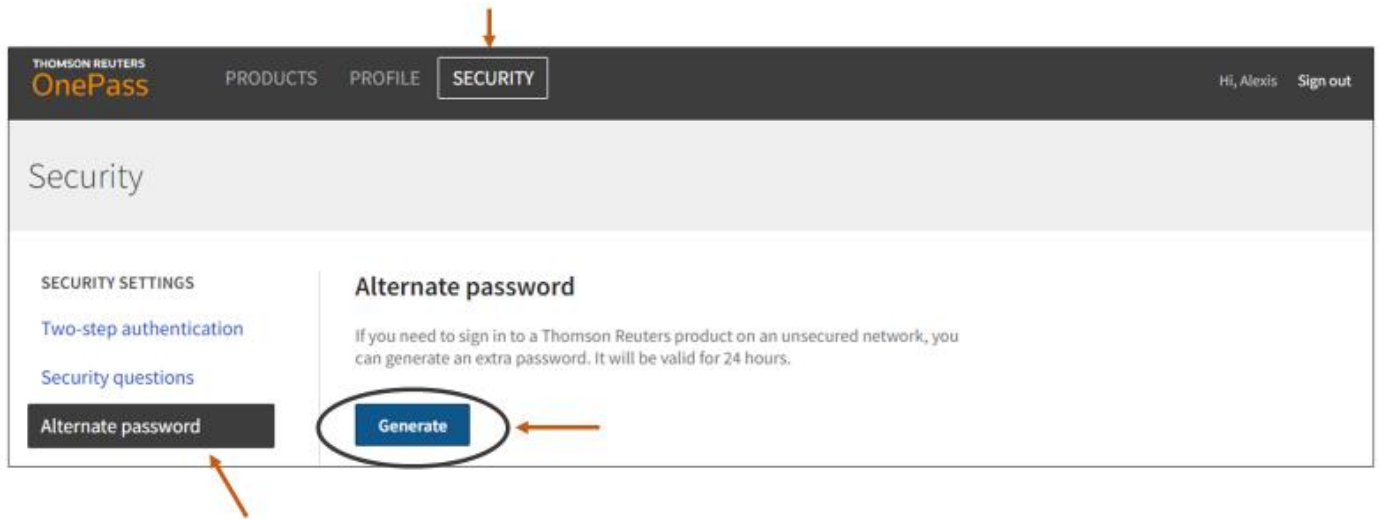 THOMSON REUTERS
OnePass
PRODUCTS PROFILE SECURITY
Hi, Alexis Sign out
Security
SECURITY SETTINGS
Two-step authentication
Security questions
Alternate password
Alternate password
If you need to sign in to a Thomson Reuters product on an unsecured network, you
can generate an extra password. It will be valid for 24 hours.
Generate